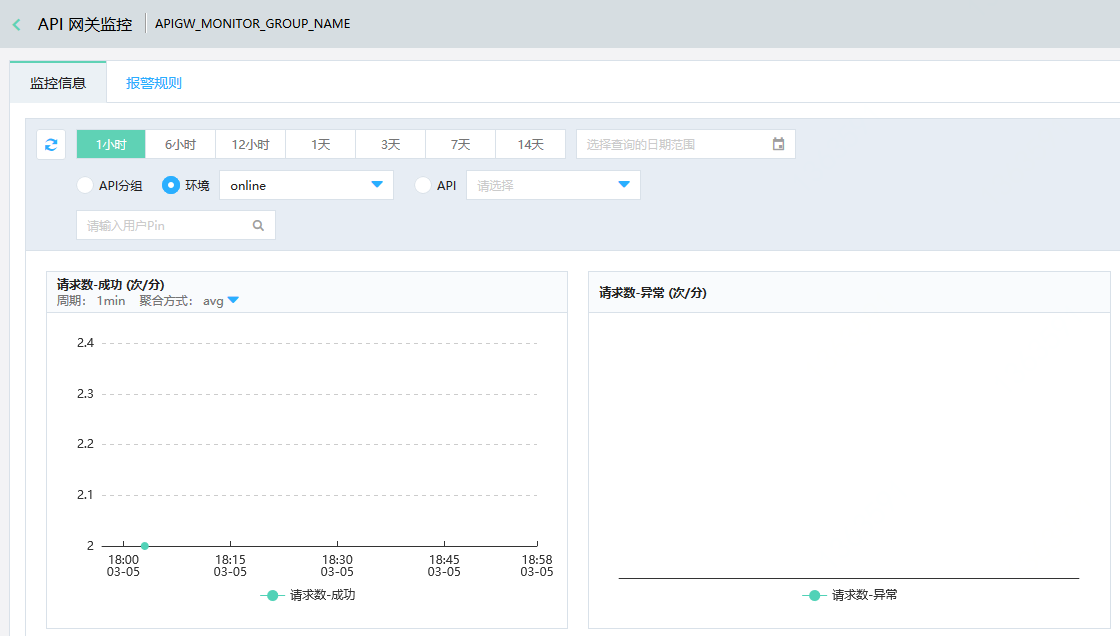 API 网关监控 APIGW_MONITOR_GROUP_NAME
监控信息 报警规则
1小时 6小时 12小时 1天 3天 7天 14天 选择查询的日期范围
API分组 环境 online API 请选择
请输入用户Pin
请求数-成功 (次/分)
周期: 1min 聚合方式: avg
2.4
2.3
2.2
2.1
2
18:00 18:15 18:30 18:45 18:58
03-05 03-05 03-05 03-05 03-05
请求数-成功
请求数-异常 (次/分)
请求数-异常